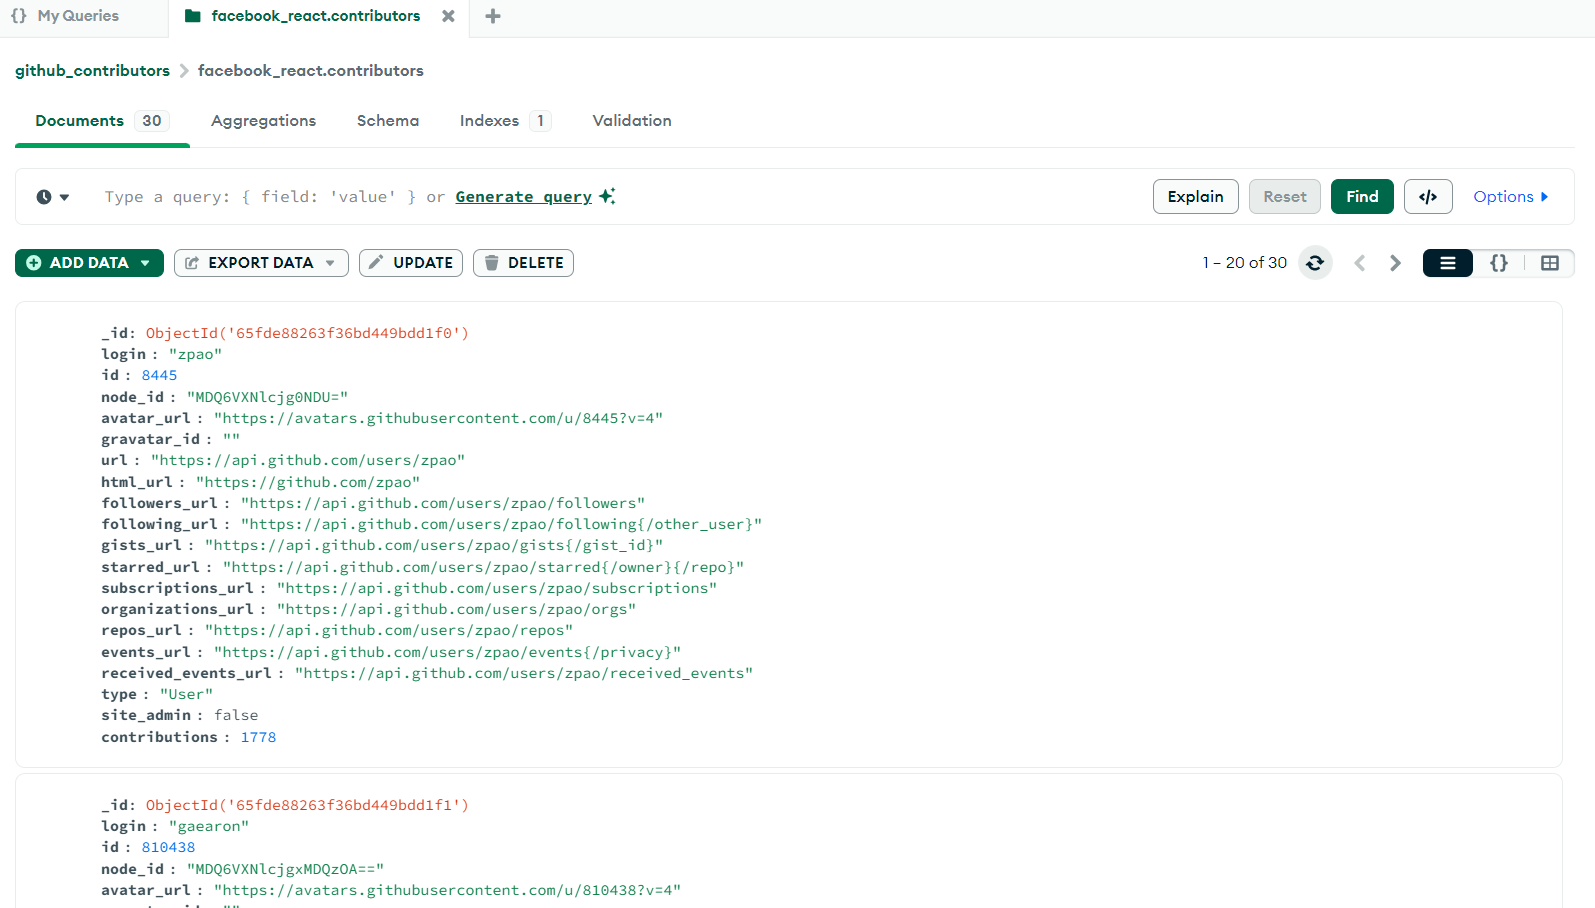 {} My Queries facebook_react.contributors
github_contributors facebook_react.contributors
Documents 30 Aggregations Schema Indexes 1 Validation
Type a query: { field: 'value' } or Generate query Explain Reset Find </> Options
ADD DATA EXPORT DATA UPDATE DELETE 1 – 20 of 30 {}
_id: ObjectId('65fde88263f36bd449bdd1f0')
login : "zpao"
id : 8445
node_id : "MDQ6VXNlcjg0NDU="
avatar_url : "https://avatars.githubusercontent.com/u/8445?v=4"
gravatar_id : ""
url : "https://api.github.com/users/zpao"
html_url : "https://github.com/zpao"
followers_url : "https://api.github.com/users/zpao/followers"
following_url : "https://api.github.com/users/zpao/following{/other_user}"
gists_url : "https://api.github.com/users/zpao/gists{/gist_id}"
starred_url : "https://api.github.com/users/zpao/starred{/owner}{/repo}"
subscriptions_url : "https://api.github.com/users/zpao/subscriptions"
organizations_url : "https://api.github.com/users/zpao/orgs"
repos_url : "https://api.github.com/users/zpao/repos"
events_url : "https://api.github.com/users/zpao/events{/privacy}"
received_events_url : "https://api.github.com/users/zpao/received_events"
type : "User"
site_admin : false
contributions : 1778
_id: ObjectId('65fde88263f36bd449bdd1f1')
login : "gaearon"
id : 810438
node_id : "MDQ6VXNlcjgxMDQzOA=="
avatar_url : "https://avatars.githubusercontent.com/u/810438?v=4"